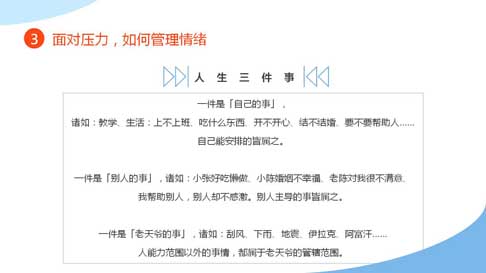 3 面对压力，如何管理情绪
人 生 三 件 事
一件是「自己的事」，
诸如：教学、生活：上不上班、吃什么东西、开不开心、结不结婚、要不要帮助人……
自己能安排的皆属之。
一件是「别人的事」，诸如：小张好吃懒做、小陈婚姻不幸福、老陈对我很不满意、
我帮助别人，别人却不感激。别人主导的事皆属之。
一件是「老天爷的事」，诸如：刮风、下雨、地震、伊拉克、阿富汗……
人能力范围以外的事情，都属于老天爷的管辖范围。